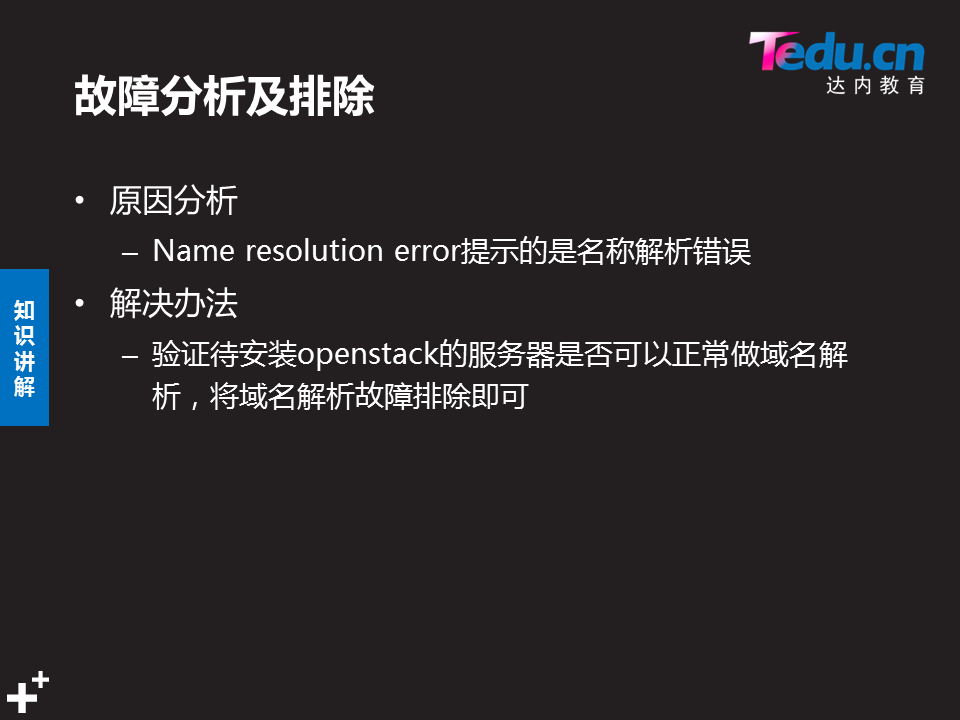 Tedu.cn
达内教育
故障分析及排除
• 原因分析
– Name resolution error提示的是名称解析错误
• 解决办法
– 验证待安装openstack的服务器是否可以正常做域名解
析，将域名解析故障排除即可
知
识
讲
解